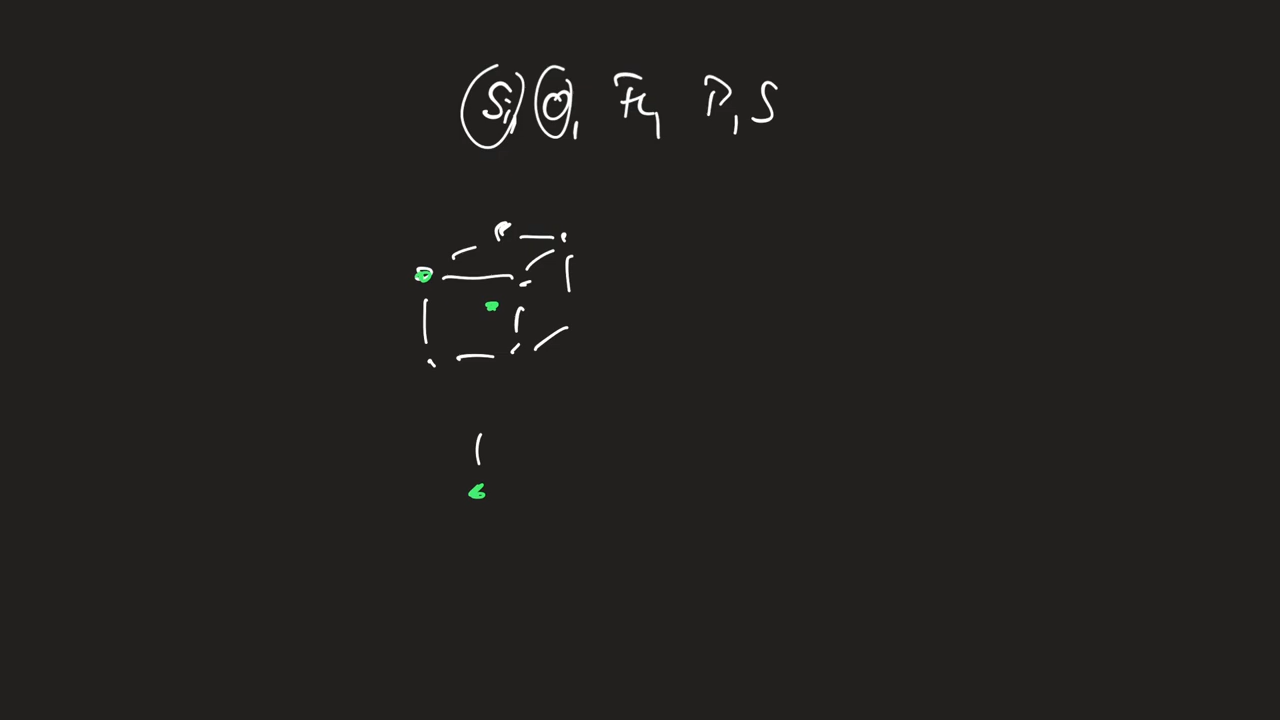 Si, O, Fe, P, S